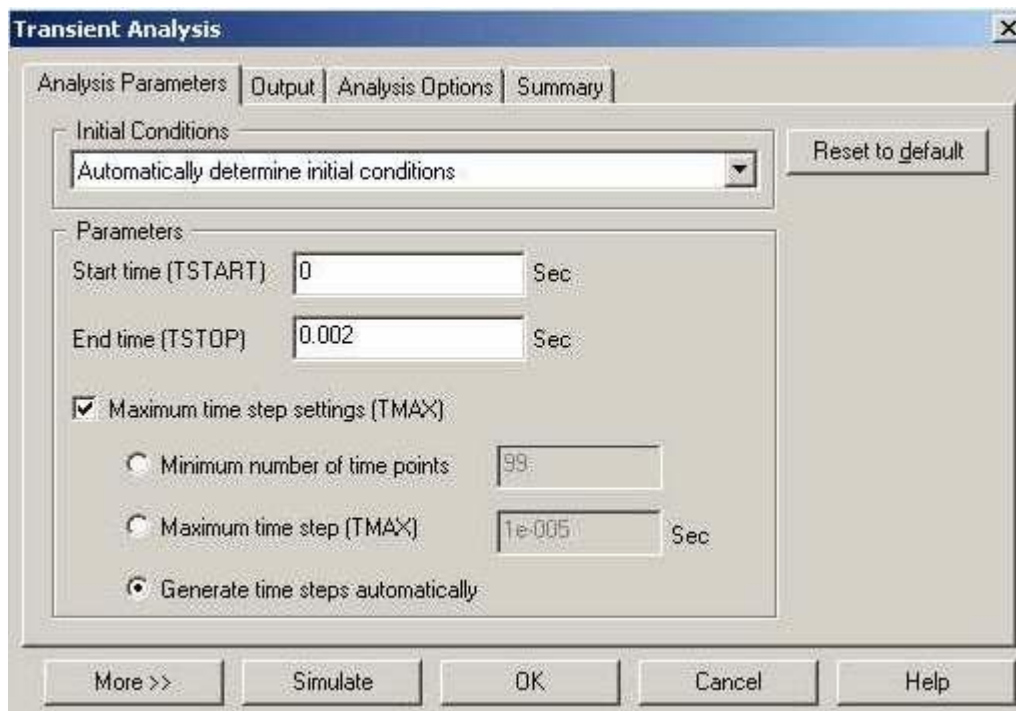 Transient Analysis
Analysis Parameters Output Analysis Options Summary
Initial Conditions
Automatically determine initial conditions
Reset to default
Parameters
Start time (TSTART) 0 Sec
End time (TSTOP) 0.002 Sec
Maximum time step settings (TMAX)
Minimum number of time points 99
Maximum time step (TMAX) 1e-005 Sec
Generate time steps automatically
More >> Simulate OK Cancel Help